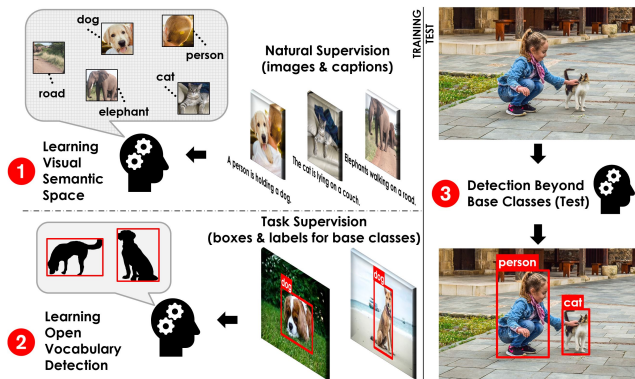 dog
person
road
elephant
cat
Natural Supervision
(images & captions)
A person is holding a dog.
The cat is lying on a couch.
Elephants walking on a road.
1
Learning
Visual
Semantic
Space
Task Supervision
(boxes & labels for base classes)
dog
dog
2
Learning
Open
Vocabulary
Detection
TRAINING
TEST
3
Detection Beyond
Base Classes (Test)
person
cat